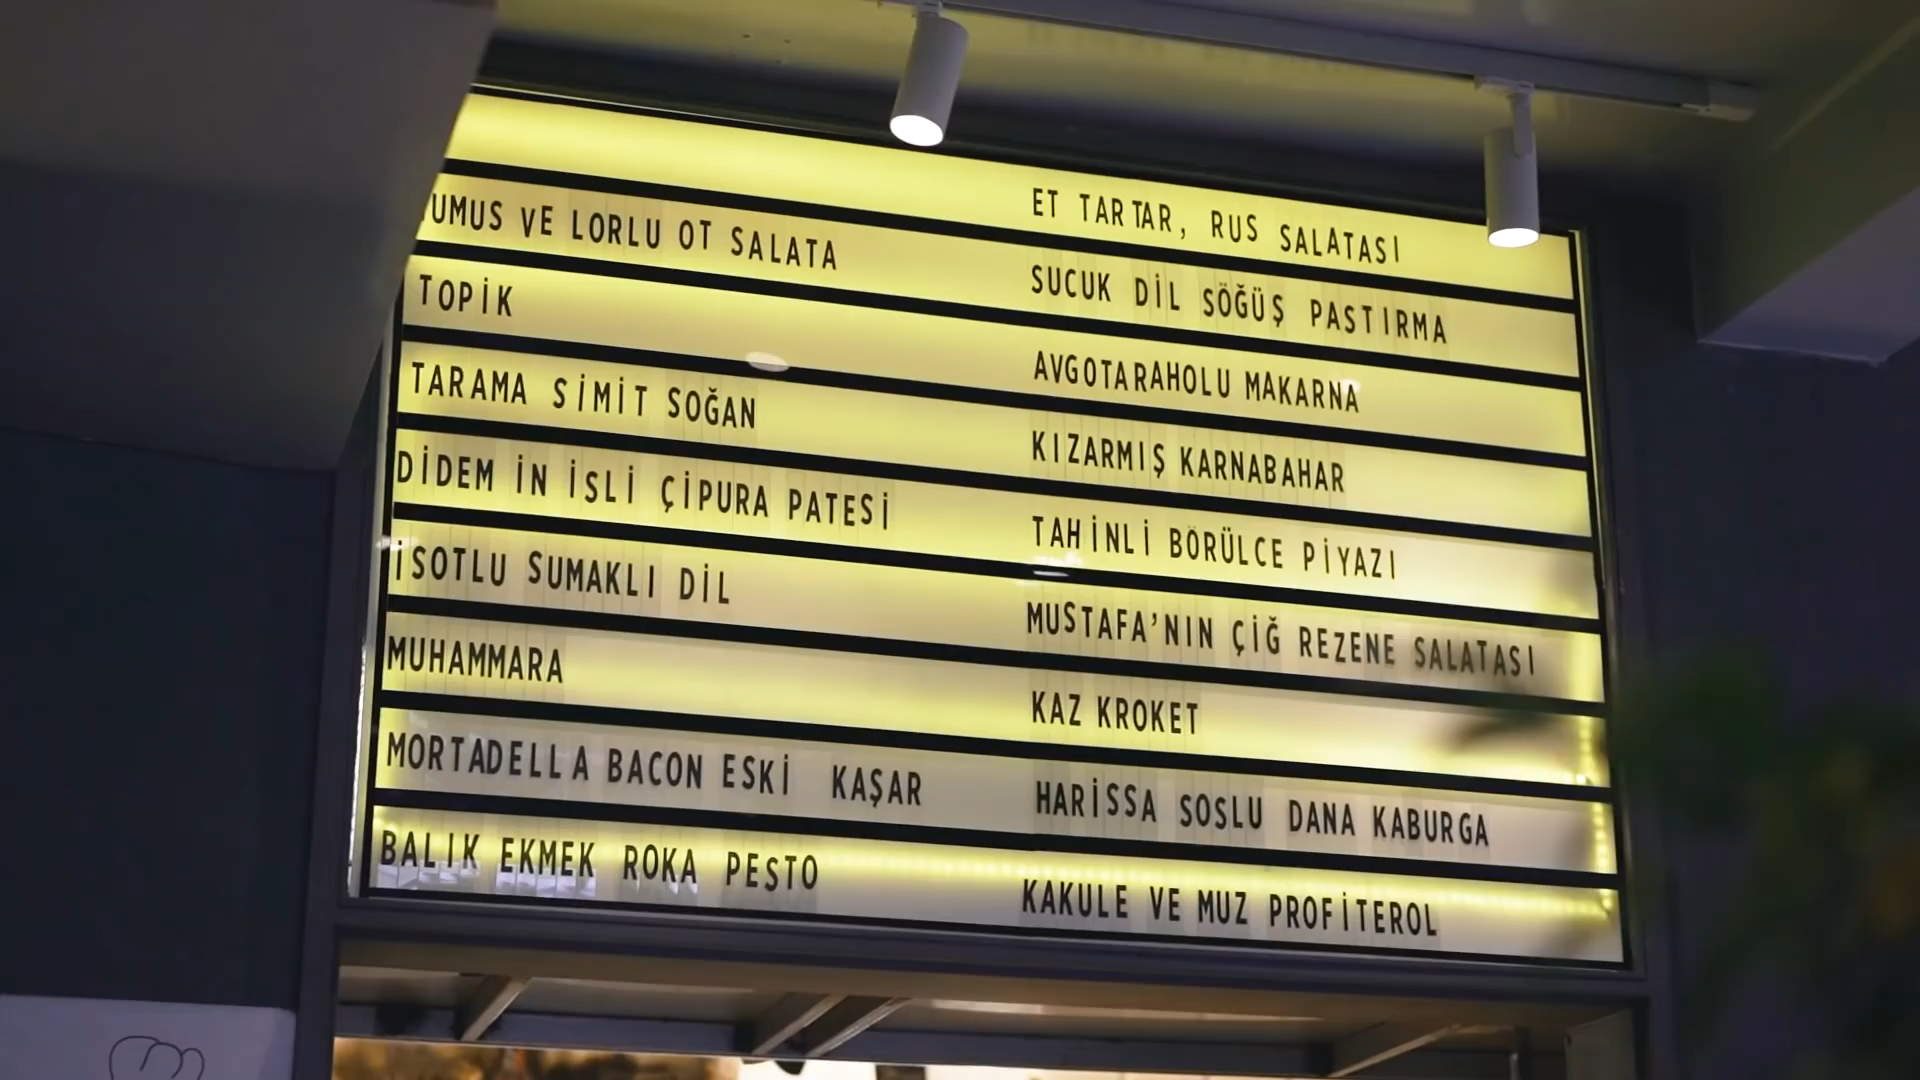 VE LORLU OT SALATA
TOPİK
TARAMA SİMİT SOĞAN
DİDEM İN İSLİ ÇİPURA PATESİ
İSOTLU SUMAKLI DİL
MUHAMMARA
MORTADELLA BACON ESKİ KAŞAR
BALIK EKMEK ROKA PESTO
ET TARTAR, RUS SALATASI
SUCUK DİL SÖĞÜŞ PASTIRMA
AVGOTARAHOLU MAKARNA
KIZARMIŞ KARNABAHAR
TAHİNLİ BÖRÜLCE PİYAZI
MUSTAFA'NIN ÇİĞ REZENE SALATASI
KAZ KROKET
HARİSSA SOSLU DANA KABURGA
KAKULE VE MUZ PROFİTEROL